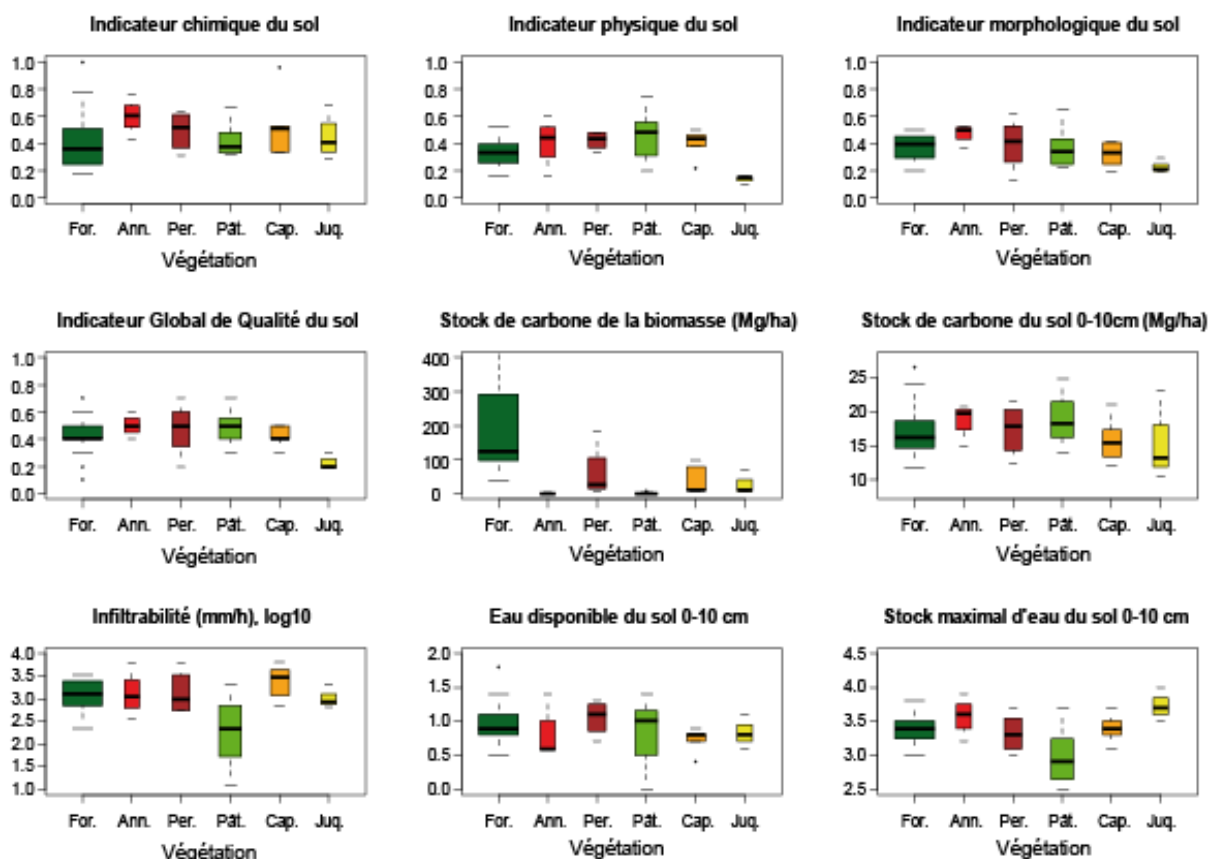 Indicateur chimique du sol
1.0
0.8
0.6
0.4
0.2
0.0
For. Ann. Per. Pât. Cap. Juq.
Végétation
Indicateur physique du sol
1.0
0.8
0.6
0.4
0.2
0.0
For. Ann. Per. Pât. Cap. Juq.
Végétation
Indicateur morphologique du sol
1.0
0.8
0.6
0.4
0.2
0.0
For. Ann. Per. Pât. Cap. Juq.
Végétation
Indicateur Global de Qualité du sol
1.0
0.8
0.6
0.4
0.2
0.0
For. Ann. Per. Pât. Cap. Juq.
Végétation
Stock de carbone de la biomasse (Mg/ha)
400
300
200
100
0
For. Ann. Per. Pât. Cap. Juq.
Végétation
Stock de carbone du sol 0-10cm (Mg/ha)
25
20
15
10
For. Ann. Per. Pât. Cap. Juq.
Végétation
Infiltrabilité (mm/h), log10
4.0
3.5
3.0
2.5
2.0
1.5
1.0
For. Ann. Per. Pât. Cap. Juq.
Végétation
Eau disponible du sol 0-10 cm
2.0
1.5
1.0
0.5
0.0
For. Ann. Per. Pât. Cap. Juq.
Végétation
Stock maximal d'eau du sol 0-10 cm
4.5
4.0
3.5
3.0
2.5
For. Ann. Per. Pât. Cap. Juq.
Végétation